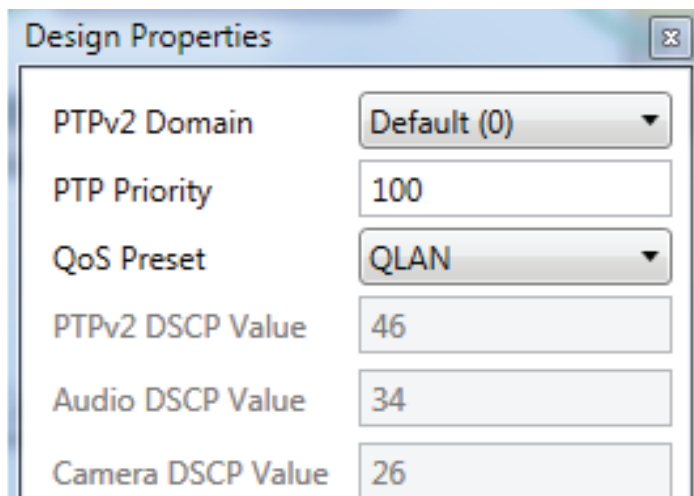 Design Properties
PTPv2 Domain Default (0)
PTP Priority 100
QoS Preset QLAN
PTPv2 DSCP Value 46
Audio DSCP Value 34
Camera DSCP Value 26